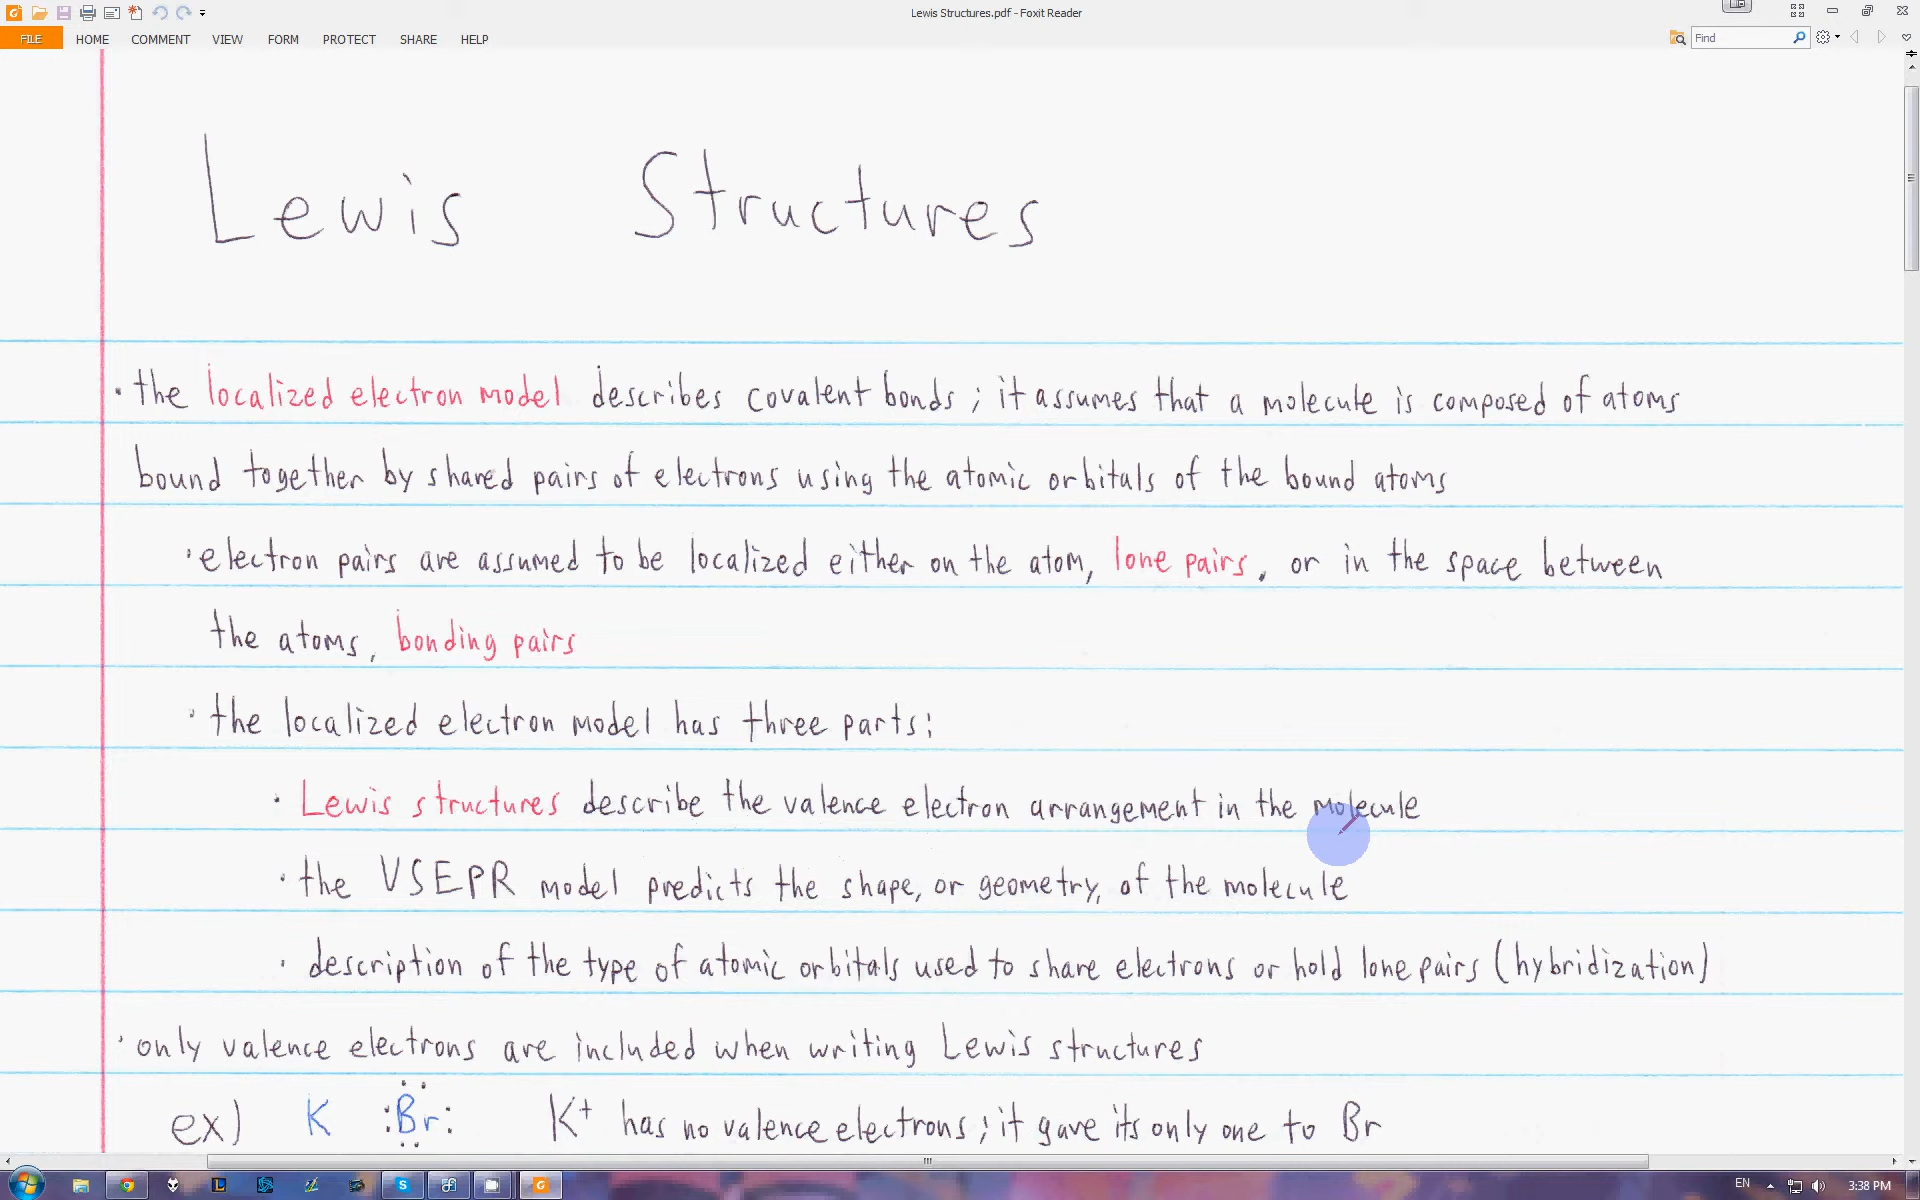 Lewis Structures.pdf - Foxit Reader
FILE HOME COMMENT VIEW FORM PROTECT SHARE HELP Find
Lewis Structures
· the localized electron model describes covalent bonds; it assumes that a molecule is composed of atoms
bound together by shared pairs of electrons using the atomic orbitals of the bound atoms
· electron pairs are assumed to be localized either on the atom, lone pairs, or in the space between
the atoms, bonding pairs
· the localized electron model has three parts:
· Lewis structures describe the valence electron arrangement in the molecule
· the VSEPR model predicts the shape, or geometry, of the molecule
· description of the type of atomic orbitals used to share electrons or hold lone pairs (hybridization)
· only valence electrons are included when writing Lewis structures
ex) K :Br: K⁺ has no valence electrons; it gave its only one to Br
EN 3:38 PM